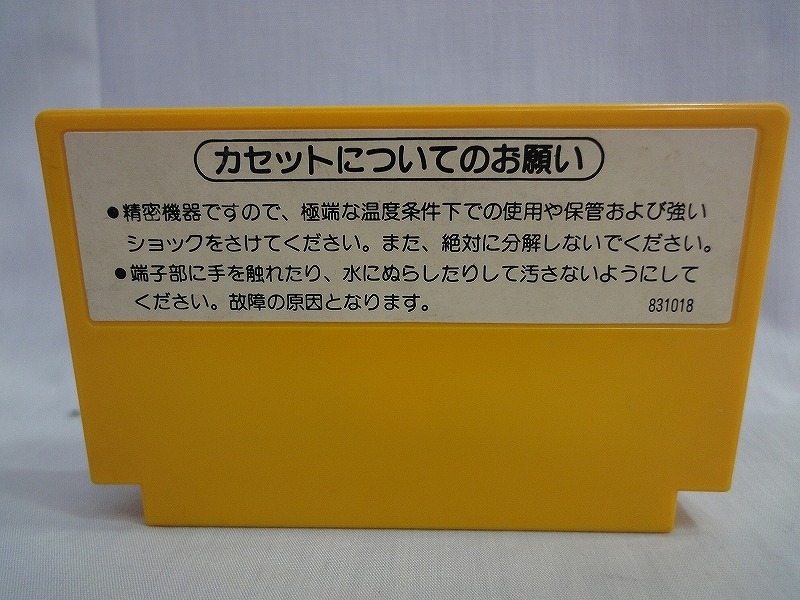 カセットについてのお願い
●精密機器ですので、極端な温度条件下での使用や保管および強い
ショックをさけてください。また、絶対に分解しないでください。
●端子部に手を触れたり、水にぬらしたりして汚さないようにして
ください。故障の原因となります。
831018